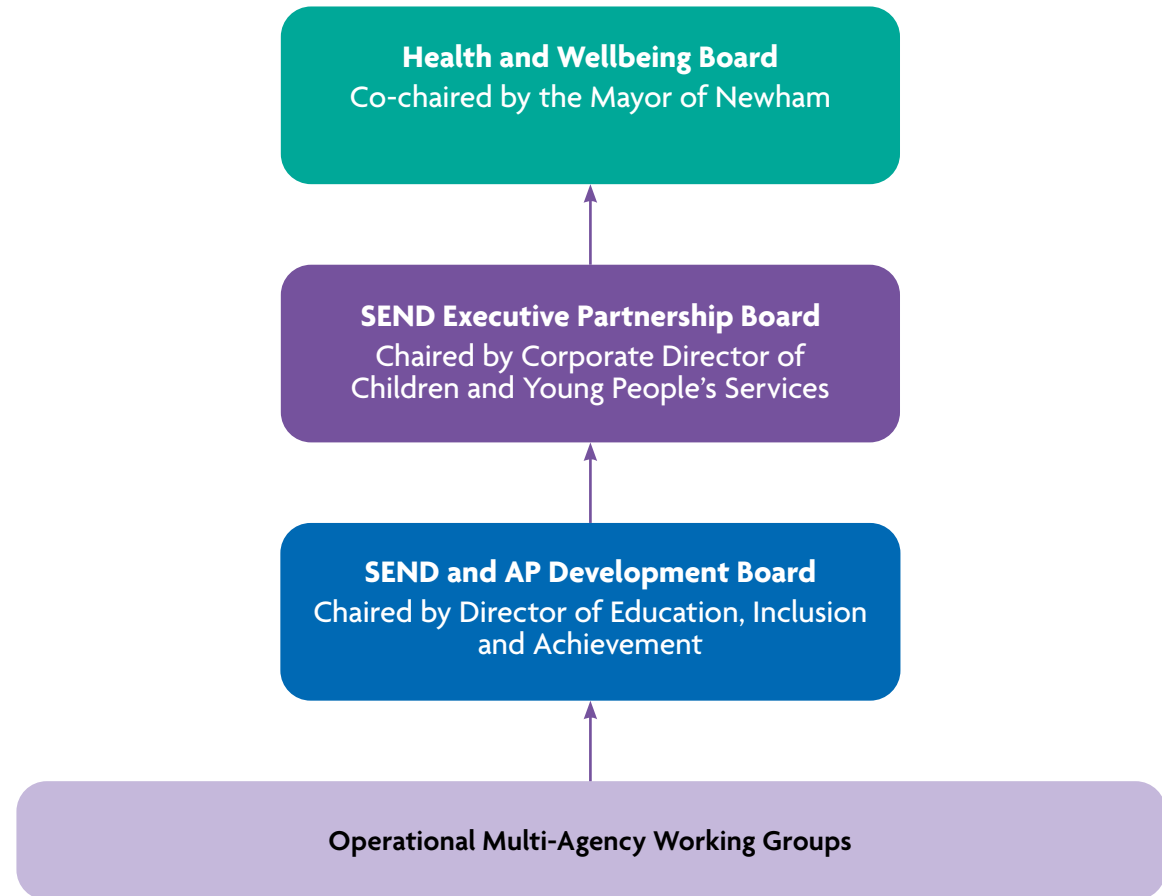 Health and Wellbeing Board
Co-chaired by the Mayor of Newham
SEND Executive Partnership Board
Chaired by Corporate Director of
Children and Young People’s Services
SEND and AP Development Board
Chaired by Director of Education, Inclusion
and Achievement
Operational Multi-Agency Working Groups